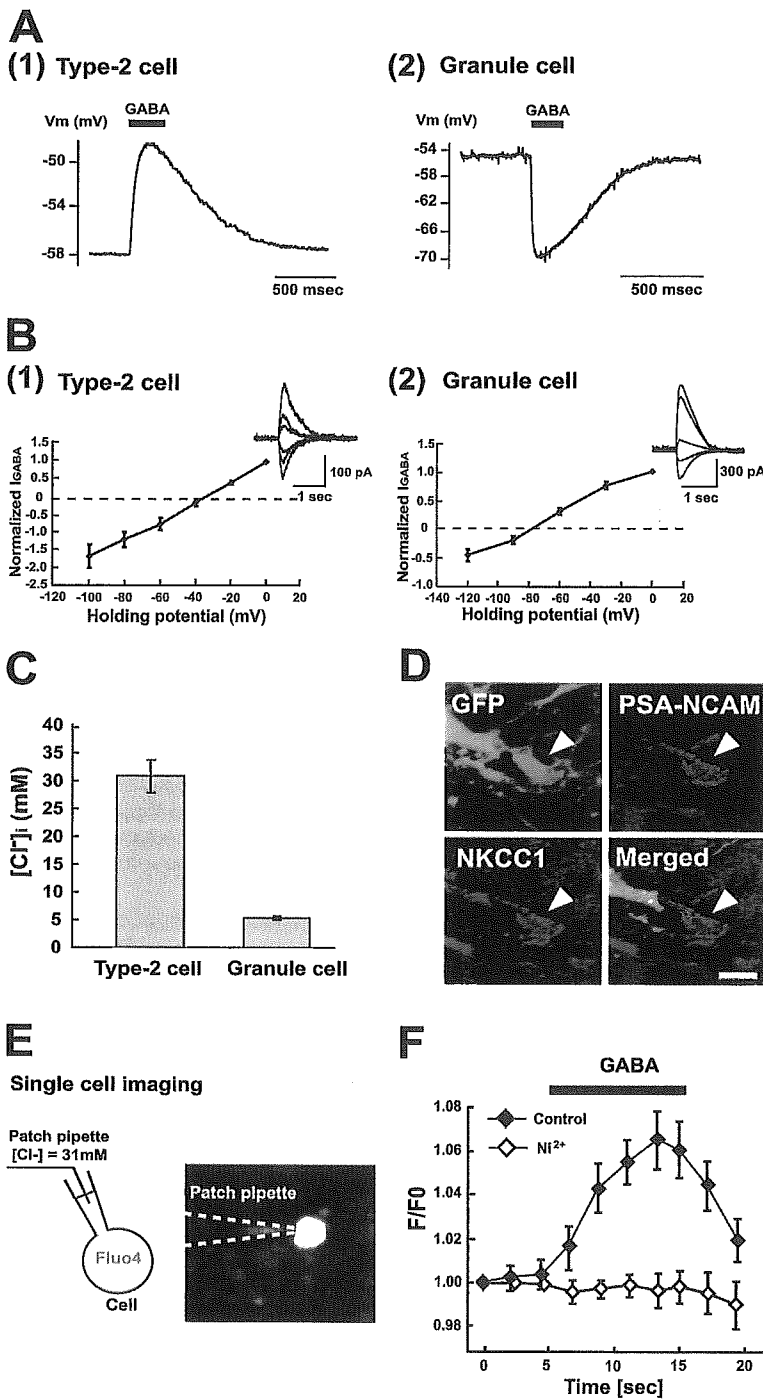 A
(1) Type-2 cell
GABA
Vm (mV)
-50
-54
-58
500 msec
(2) Granule cell
GABA
Vm (mV)
-54
-56
-58
-62
-66
-70
500 msec
B
(1) Type-2 cell
Normalized IGABA
1.5
1.0
0.5
0
-0.5
-1.0
-1.5
-2.0
-2.5
-120 -100 -80 -60 -40 -20 0 20
Holding potential (mV)
100 pA
1 sec
(2) Granule cell
Normalized IGABA
1.5
1.0
0.5
0
-0.5
-1.0
-140 -120 -100 -80 -60 -40 -20 0 20
Holding potential (mV)
300 pA
1 sec
C
[Cl-]i (mM)
40
35
30
25
20
15
10
5
0
Type-2 cell Granule cell
D
GFP
PSA-NCAM
NKCC1
Merged
E
Single cell imaging
Patch pipette
[Cl-] = 31mM
Fluo4
Cell
Patch pipette
F
GABA
Control
Ni²⁺
F/F0
1.08
1.06
1.04
1.02
1.00
0.98
0 5 10 15 20
Time [sec]